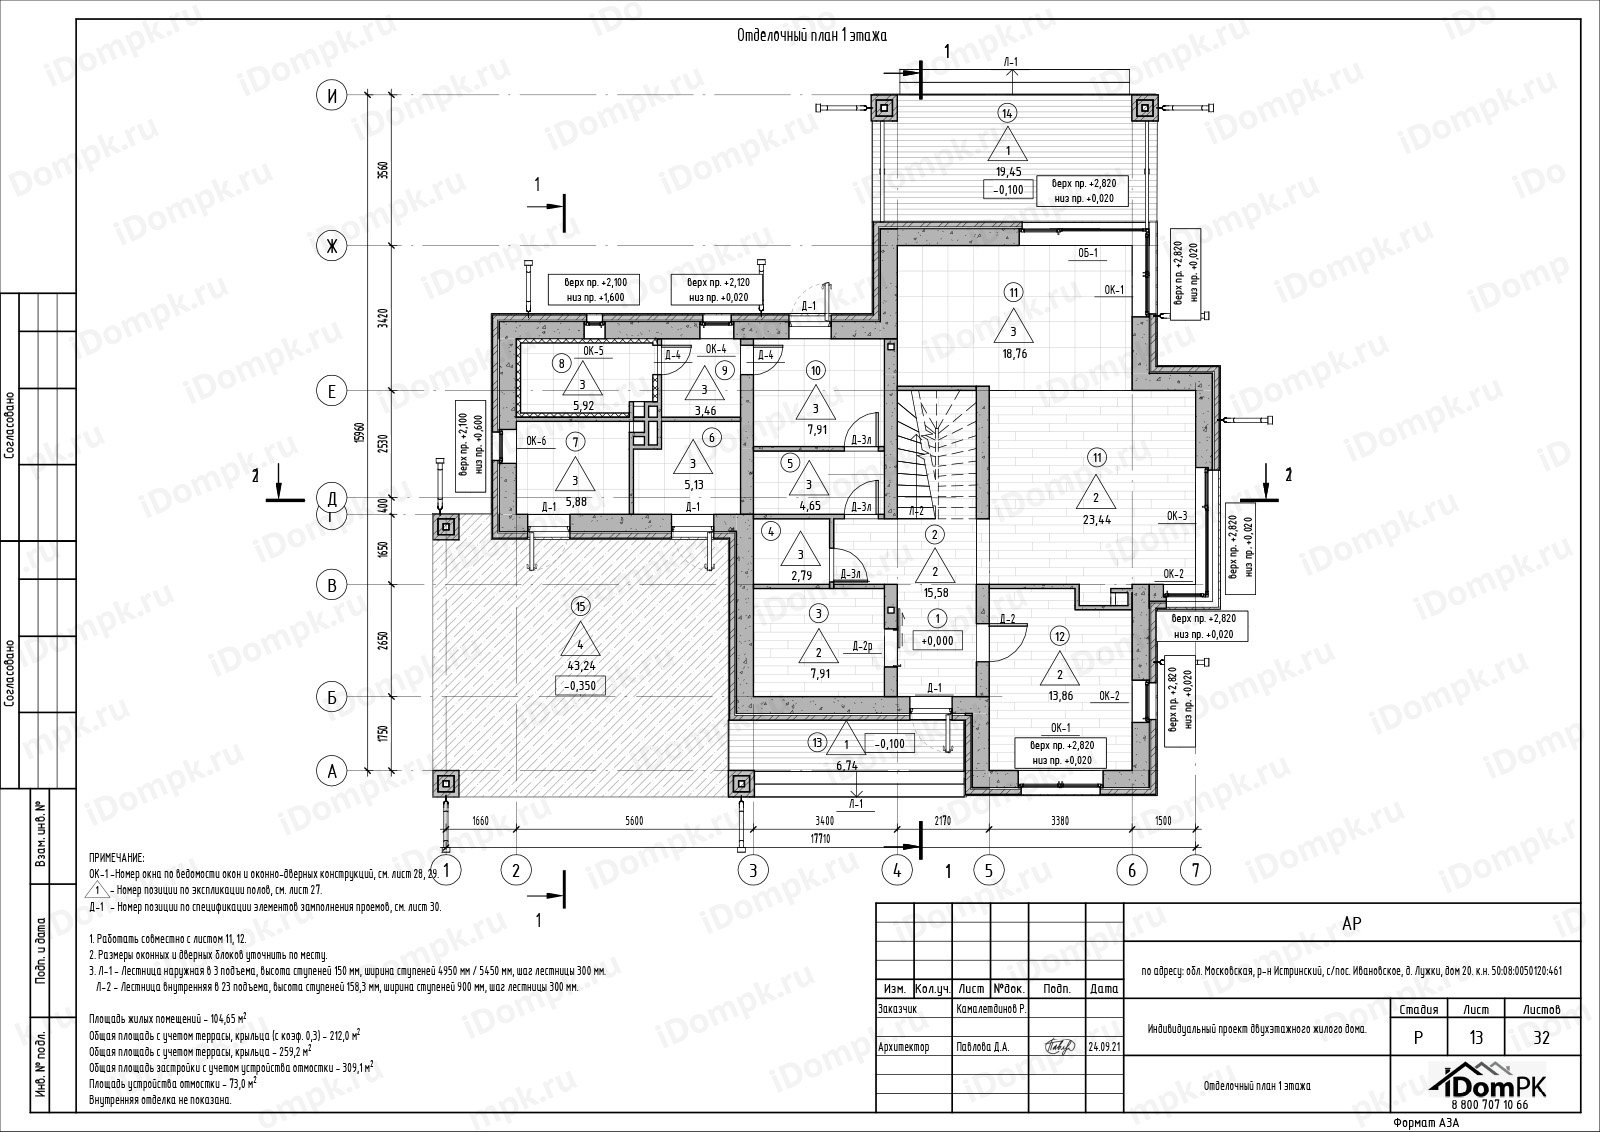 Отделочный план 1 этажа
1
Л-1
И
14
1
19,45
-0,100
верх пр. +2,820
низ пр. +0,020
3560
1
Ж
ОБ-1
ОК-1
верх пр. +2,820
низ пр. +0,020
верх пр. +2,100
низ пр. +1,600
верх пр. +2,120
низ пр. +0,020
Д-1
11
3
18,76
3420
8
ОК-5
3
5,92
Д-4
ОК-4
9
3
3,46
Д-4
10
3
7,91
Е
верх пр. +2,100
низ пр. +0,600
ОК-6
7
3
5,88
6
3
5,13
Д-3л
15960
2530
5
3
4,65
Д-3л
11
2
23,44
2
2
Д
Г
400
Д-1
Д-1
Л-2
ОК-3
верх пр. +2,820
низ пр. +0,020
4
3
2,79
Д-3л
2
2
15,58
1650
В
ОК-2
15
4
43,24
-0,350
3
2
7,91
Д-2р
1
+0,000
Д-2
12
2
13,86
верх пр. +2,820
низ пр. +0,020
2650
Б
Д-1
ОК-2
верх пр. +2,820
низ пр. +0,020
1750
13
1
6,74
-0,100
ОК-1
верх пр. +2,820
низ пр. +0,020
А
Л-1
1660
5600
3400
2170
3380
1500
17710
1
2
3
4
1
5
6
7
1
ПРИМЕЧАНИЕ:
ОК-1 -Номер окна по ведомости окон и оконно-дверных конструкций, см. лист 28, 29.
1 - Номер позиции по экспликации полов, см. лист 27.
Д-1 - Номер позиции по спецификации элементов замполнения проемов, см. лист 30.
1. Работать совместно с листом 11, 12.
2. Размеры оконных и дверных блоков уточнить по месту.
3. Л-1 - Лестница наружная в 3 подъема, высота ступеней 150 мм, ширина ступеней 4950 мм / 5450 мм, шаг лестницы 300 мм.
Л-2 - Лестница внутренняя в 23 подъема, высота ступеней 158,3 мм, ширина ступеней 900 мм, шаг лестницы 300 мм.
Площадь жилых помещений - 104,65 м2
Общая площадь с учетом террасы, крыльца (с коэф. 0,3) - 212,0 м2
Общая площадь с учетом террасы, крыльца - 259,2 м2
Общая площадь застройки с учетом устройства отмостки - 309,1 м2
Площадь устройства отмостки - 73,0 м2
Внутренняя отделка не показана.
Согласовано
Согласовано
Взам. инв. №
Подп. и дата
Инв. № подл.
АР
по адресу: обл. Московская, р-н Истринский, с/пос. Ивановское, д. Лужки, дом 20. к.н. 50:08:0050120:461
Изм. Кол.уч. Лист №док. Подп. Дата
Заказчик Камалетдинов Р.
Архитектор Павлова Д.А. 24.09.21
Индивидуальный проект двухэтажного жилого дома.
Стадия Лист Листов
Р 13 32
Отделочный план 1 этажа
iDomPK
8 800 707 10 66
Формат А3А